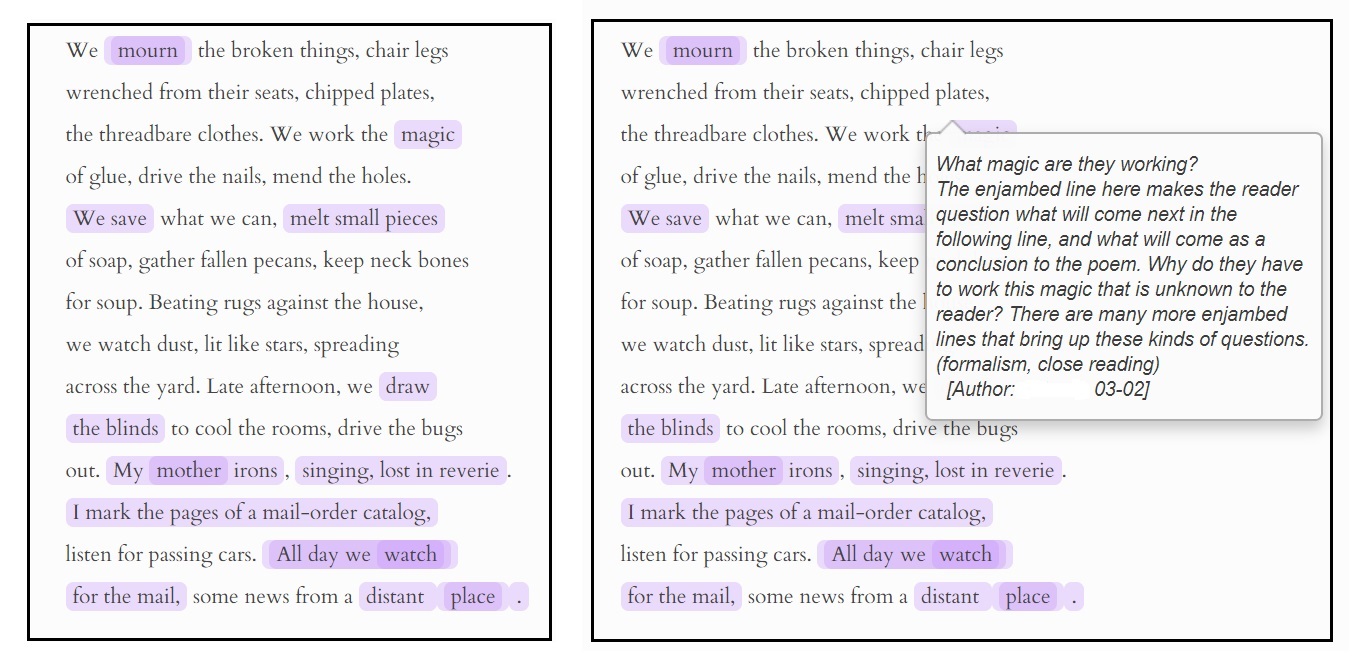 We mourn the broken things, chair legs
wrenched from their seats, chipped plates,
the threadbare clothes. We work the magic
of glue, drive the nails, mend the holes.
We save what we can, melt small pieces
of soap, gather fallen pecans, keep neck bones
for soup. Beating rugs against the house,
we watch dust, lit like stars, spreading
across the yard. Late afternoon, we draw
the blinds to cool the rooms, drive the bugs
out. My mother irons, singing, lost in reverie.
I mark the pages of a mail-order catalog,
listen for passing cars. All day we watch
for the mail, some news from a distant place.
We mourn the broken things, chair legs
wrenched from their seats, chipped plates,
the threadbare clothes. We work
of glue, drive the nails, mend the
We save what we can, melt
of soap, gather fallen pecans, keep
for soup. Beating rugs against the
we watch dust, lit like stars,
across the yard. Late afternoon, we
the blinds to cool the rooms, drive the bugs
out. My mother irons, singing, lost in reverie.
I mark the pages of a mail-order catalog,
listen for passing cars. All day we watch
for the mail, some news from a distant place.
What magic are they working?
The enjambed line here makes the reader
question what will come next in the
following line, and what will come as a
conclusion to the poem. Why do they have
to work this magic that is unknown to the
reader? There are many more enjambed
lines that bring up these kinds of questions.
(formalism, close reading)
[Author: 03-02]